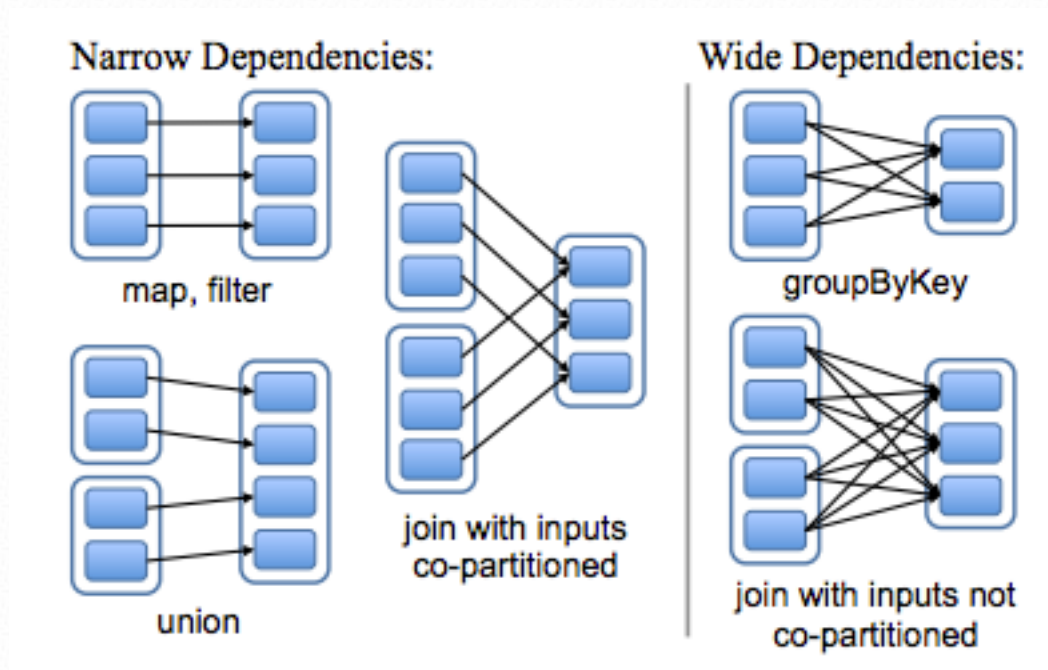 Narrow Dependencies:
map, filter
union
join with inputs
co-partitioned
Wide Dependencies:
groupByKey
join with inputs not
co-partitioned